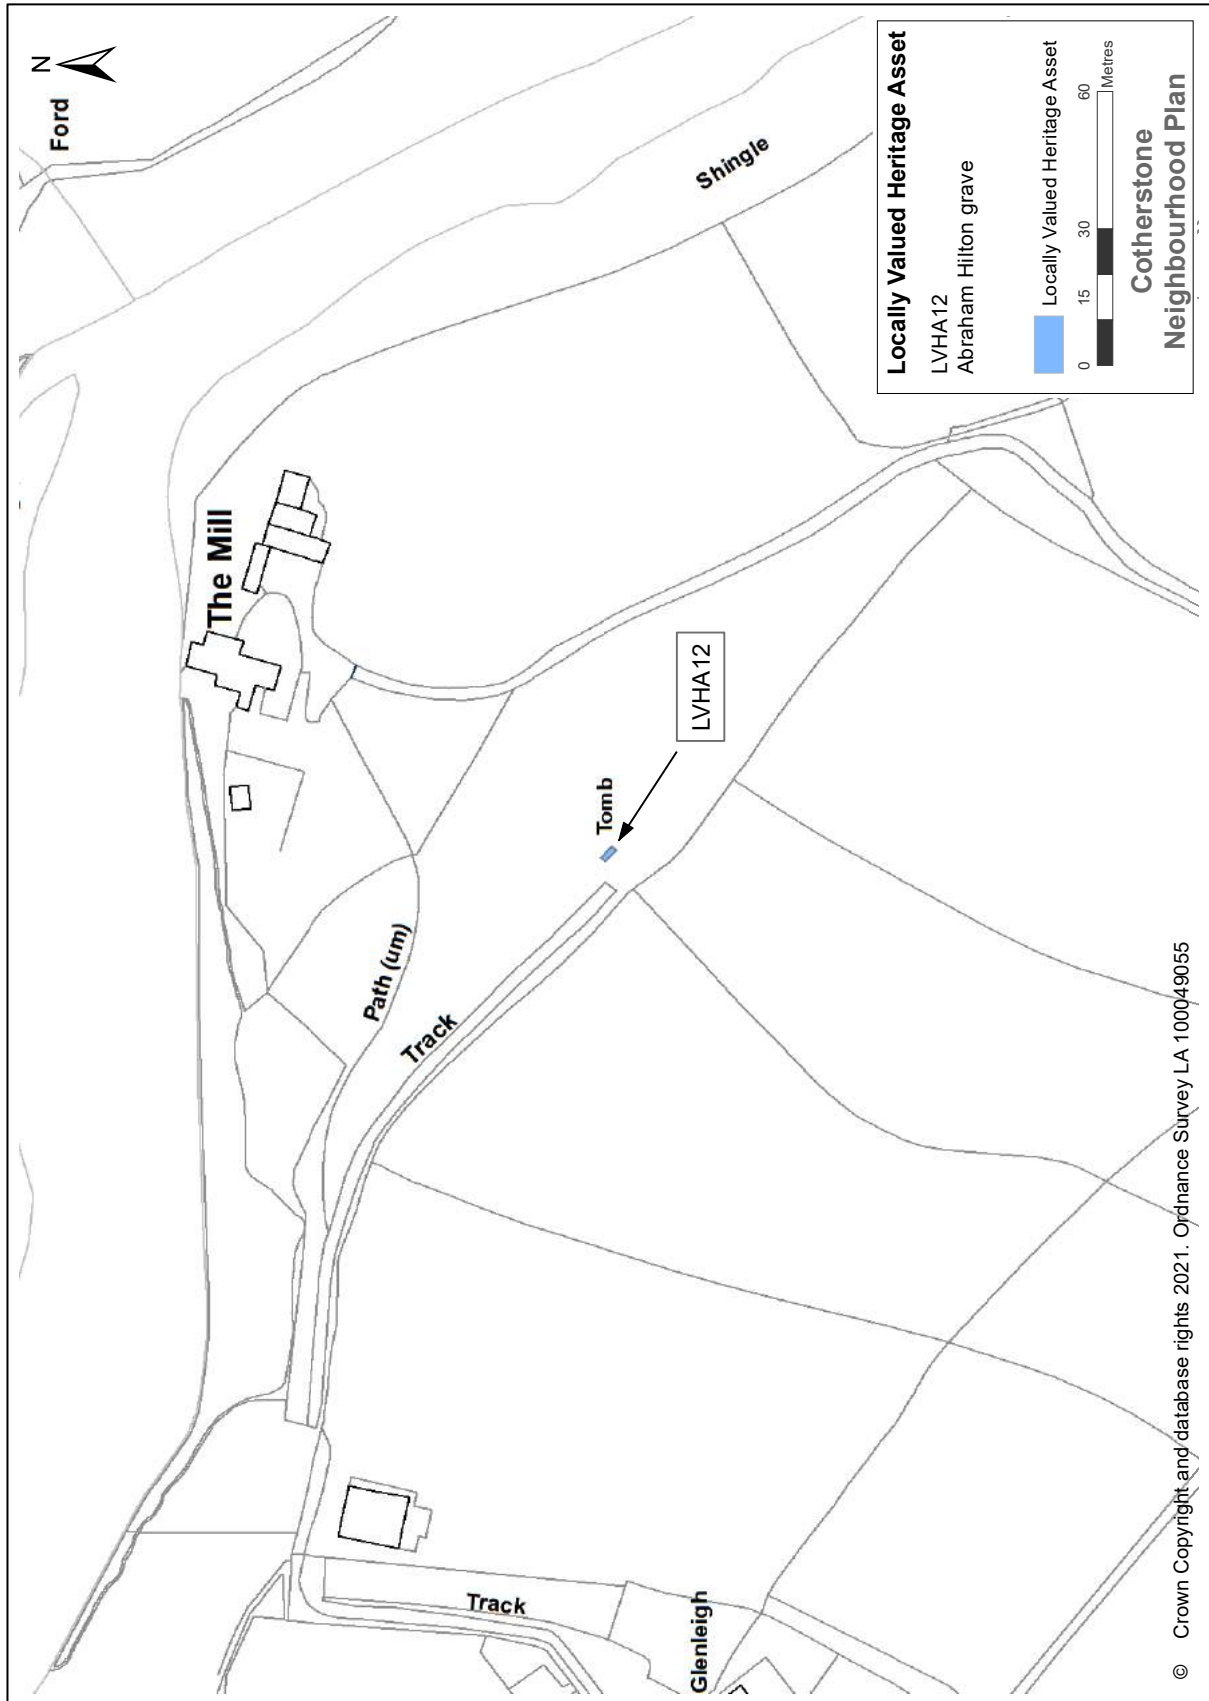 N
Ford
The Mill
Shingle
Path (um)
Track
Tomb
LVHA12
Track
Glenleigh
Locally Valued Heritage Asset
LVHA12
Abraham Hilton grave
Locally Valued Heritage Asset
0 15 30 60
Metres
Cotherstone
Neighbourhood Plan
© Crown Copyright and database rights 2021. Ordnance Survey LA 100049055